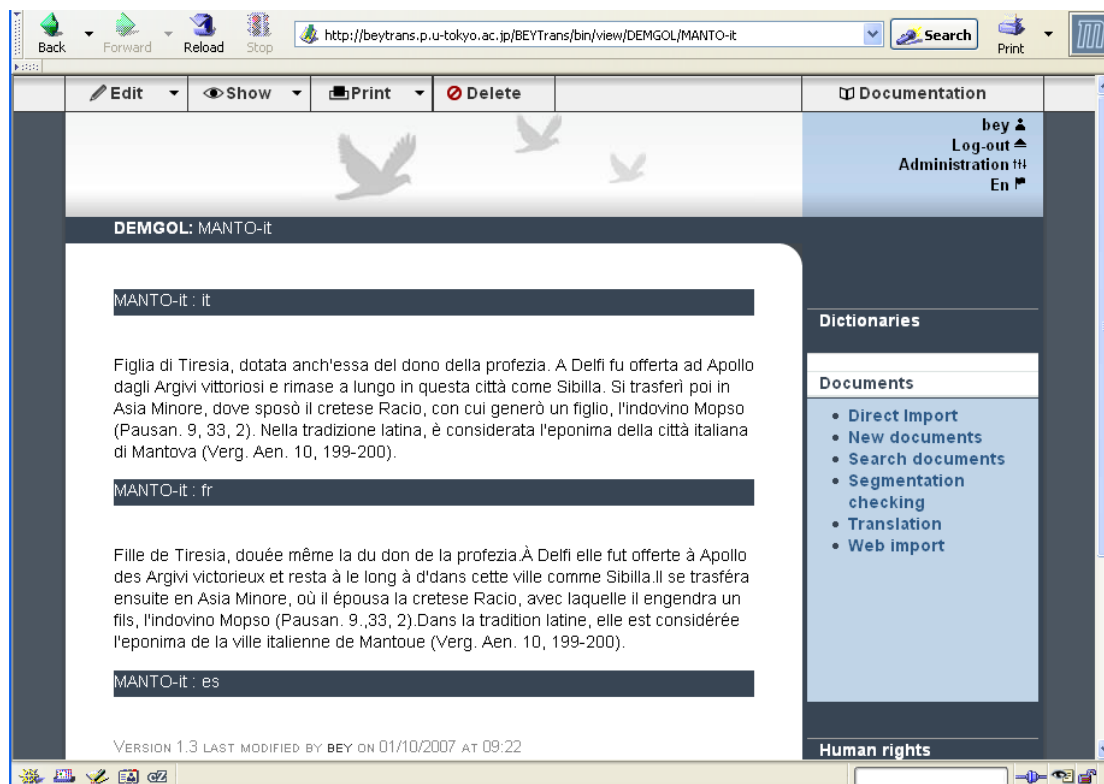 Back
Forward
Reload
Stop
http://beytrans.p.u-tokyo.ac.jp/BEYTrans/bin/view/DEMGOL/MANTO-it
Search
Print
Edit
Show
Print
Delete
Documentation
bey
Log-out
Administration
En
DEMGOL: MANTO-it
MANTO-it : it
Figlia di Tiresia, dotata anch'essa del dono della profezia. A Delfi fu offerta ad Apollo
dagli Argivi vittoriosi e rimase a lungo in questa città come Sibilla. Si trasferì poi in
Asia Minore, dove sposò il cretese Racio, con cui generò un figlio, l'indovino Mopso
(Pausan. 9, 33, 2). Nella tradizione latina, è considerata l'eponima della città italiana
di Mantova (Verg. Aen. 10, 199-200).
MANTO-it : fr
Fille de Tiresia, douée même la du don de la profezia.À Delfi elle fut offerte à Apollo
des Argivi victorieux et resta à le long à d'dans cette ville comme Sibilla.Il se trasféra
ensuite en Asia Minore, où il épousa la cretese Racio, avec laquelle il engendra un
fils, l'indovino Mopso (Pausan. 9.,33, 2).Dans la tradition latine, elle est considérée
l'eponima de la ville italienne de Mantoue (Verg. Aen. 10, 199-200).
MANTO-it : es
Version 1.3 last modified by bey on 01/10/2007 at 09:22
Dictionaries
Documents
Direct Import
New documents
Search documents
Segmentation
checking
Translation
Web import
Human rights